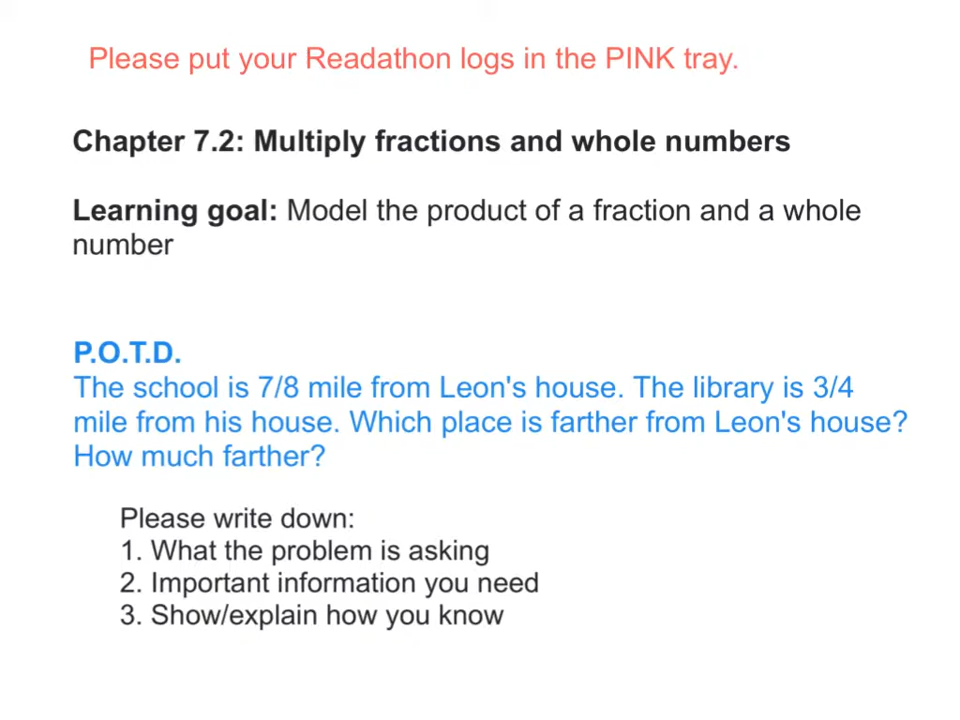 Please put your Readathon logs in the PINK tray.
Chapter 7.2: Multiply fractions and whole numbers
Learning goal: Model the product of a fraction and a whole
number
P.O.T.D.
The school is 7/8 mile from Leon's house. The library is 3/4
mile from his house. Which place is farther from Leon's house?
How much farther?
Please write down:
1. What the problem is asking
2. Important information you need
3. Show/explain how you know